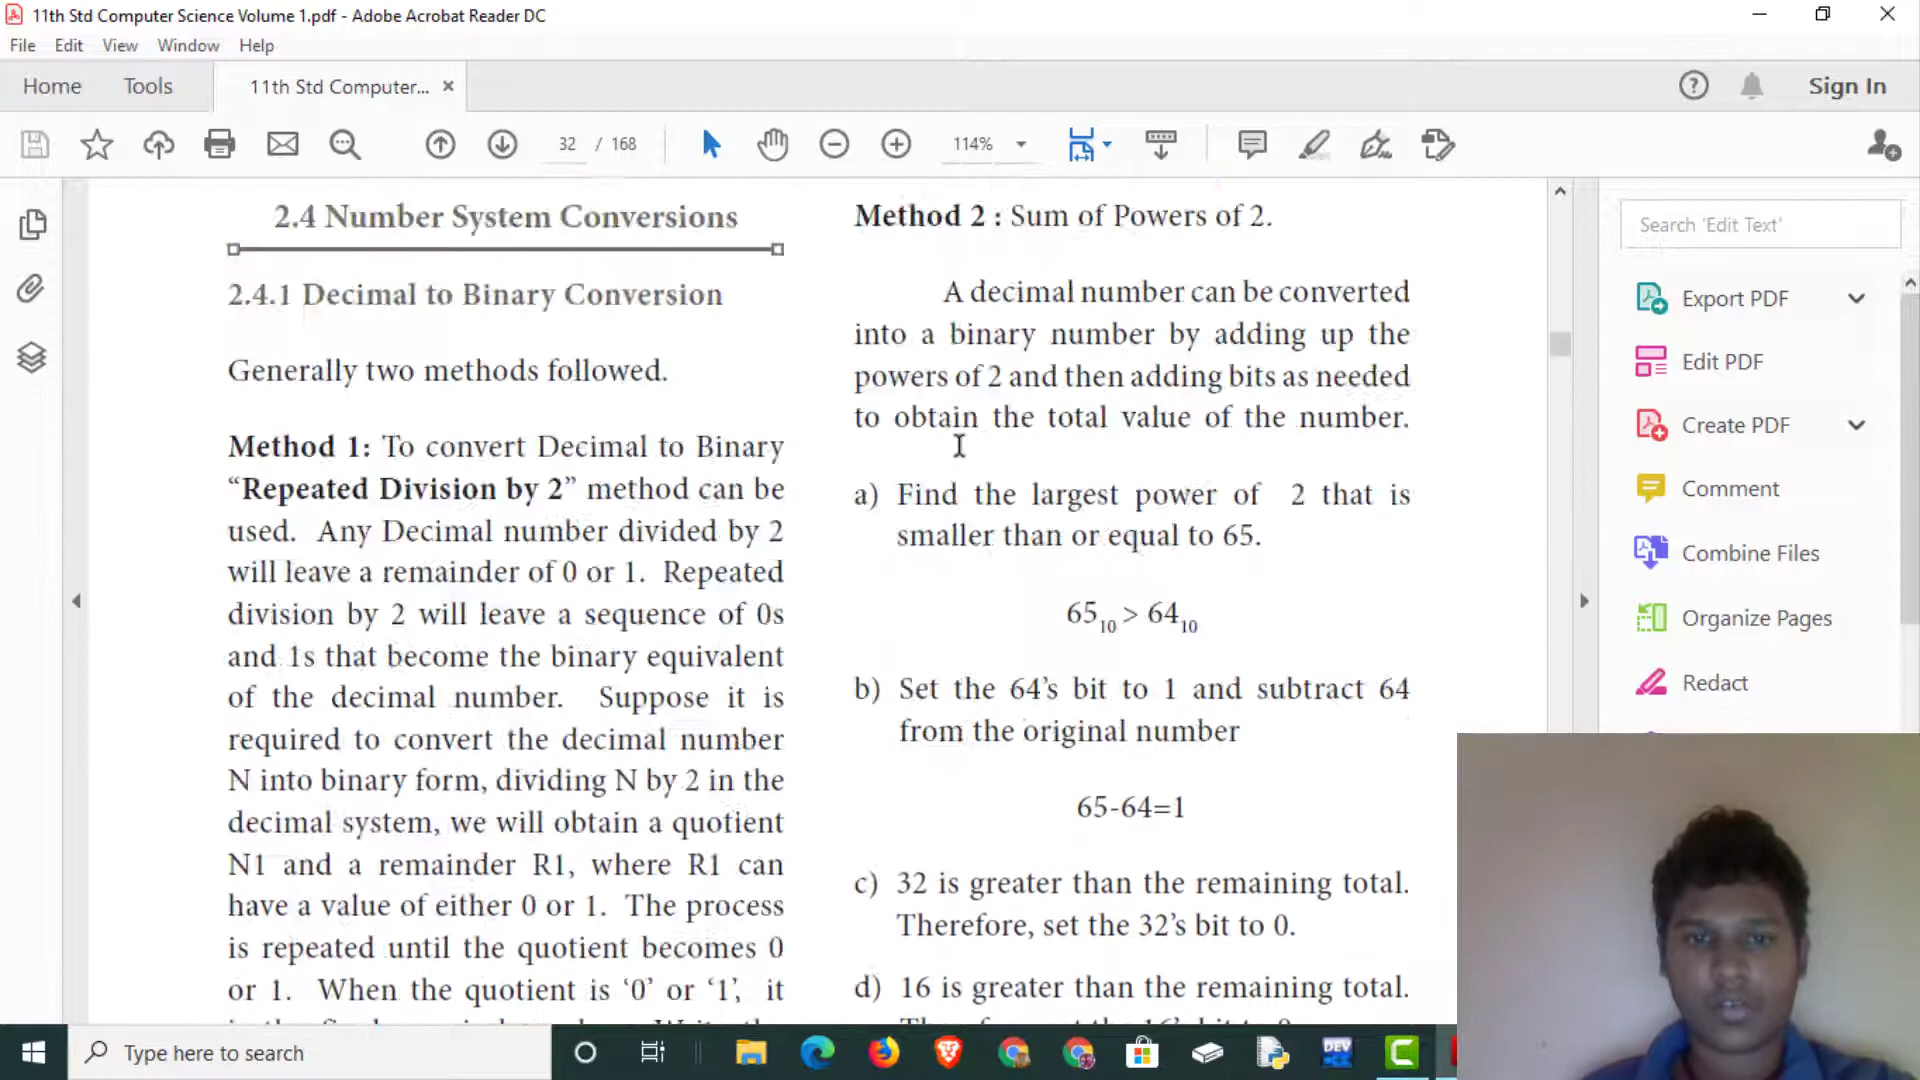 11th Std Computer Science Volume 1.pdf - Adobe Acrobat Reader DC
File Edit View Window Help
Home Tools 11th Std Computer... × Sign In
32 / 168 114%
2.4 Number System Conversions
2.4.1 Decimal to Binary Conversion
Generally two methods followed.
Method 1: To convert Decimal to Binary
“Repeated Division by 2” method can be
used. Any Decimal number divided by 2
will leave a remainder of 0 or 1. Repeated
division by 2 will leave a sequence of 0s
and 1s that become the binary equivalent
of the decimal number. Suppose it is
required to convert the decimal number
N into binary form, dividing N by 2 in the
decimal system, we will obtain a quotient
N1 and a remainder R1, where R1 can
have a value of either 0 or 1. The process
is repeated until the quotient becomes 0
or 1. When the quotient is ‘0’ or ‘1’, it
Method 2 : Sum of Powers of 2.
A decimal number can be converted
into a binary number by adding up the
powers of 2 and then adding bits as needed
to obtain the total value of the number.
a) Find the largest power of 2 that is
smaller than or equal to 65.
65₁₀ > 64₁₀
b) Set the 64’s bit to 1 and subtract 64
from the original number
65-64=1
c) 32 is greater than the remaining total.
Therefore, set the 32’s bit to 0.
d) 16 is greater than the remaining total.
Search 'Edit Text'
Export PDF
Edit PDF
Create PDF
Comment
Combine Files
Organize Pages
Redact
Type here to search
DEV